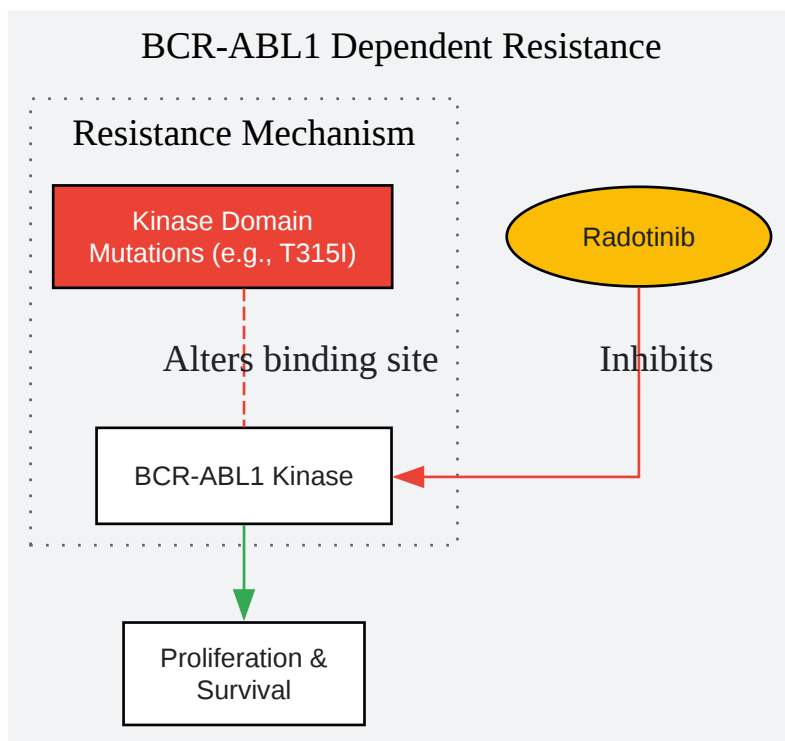 BCR-ABL1 Dependent Resistance
Resistance Mechanism
Kinase Domain
Mutations (e.g., T315I)
Radotinib
Alters binding site
Inhibits
BCR-ABL1 Kinase
Proliferation &
Survival